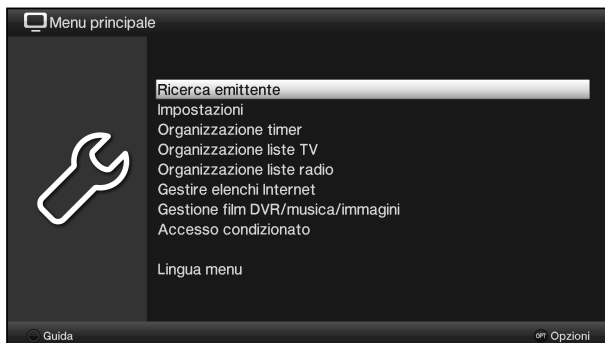 Menu principale
Ricerca emittente
Impostazioni
Organizzazione timer
Organizzazione liste TV
Organizzazione liste radio
Gestire elenchi Internet
Gestione film DVR/musica/immagini
Accesso condizionato
Lingua menu
Guida
OPT Opzioni